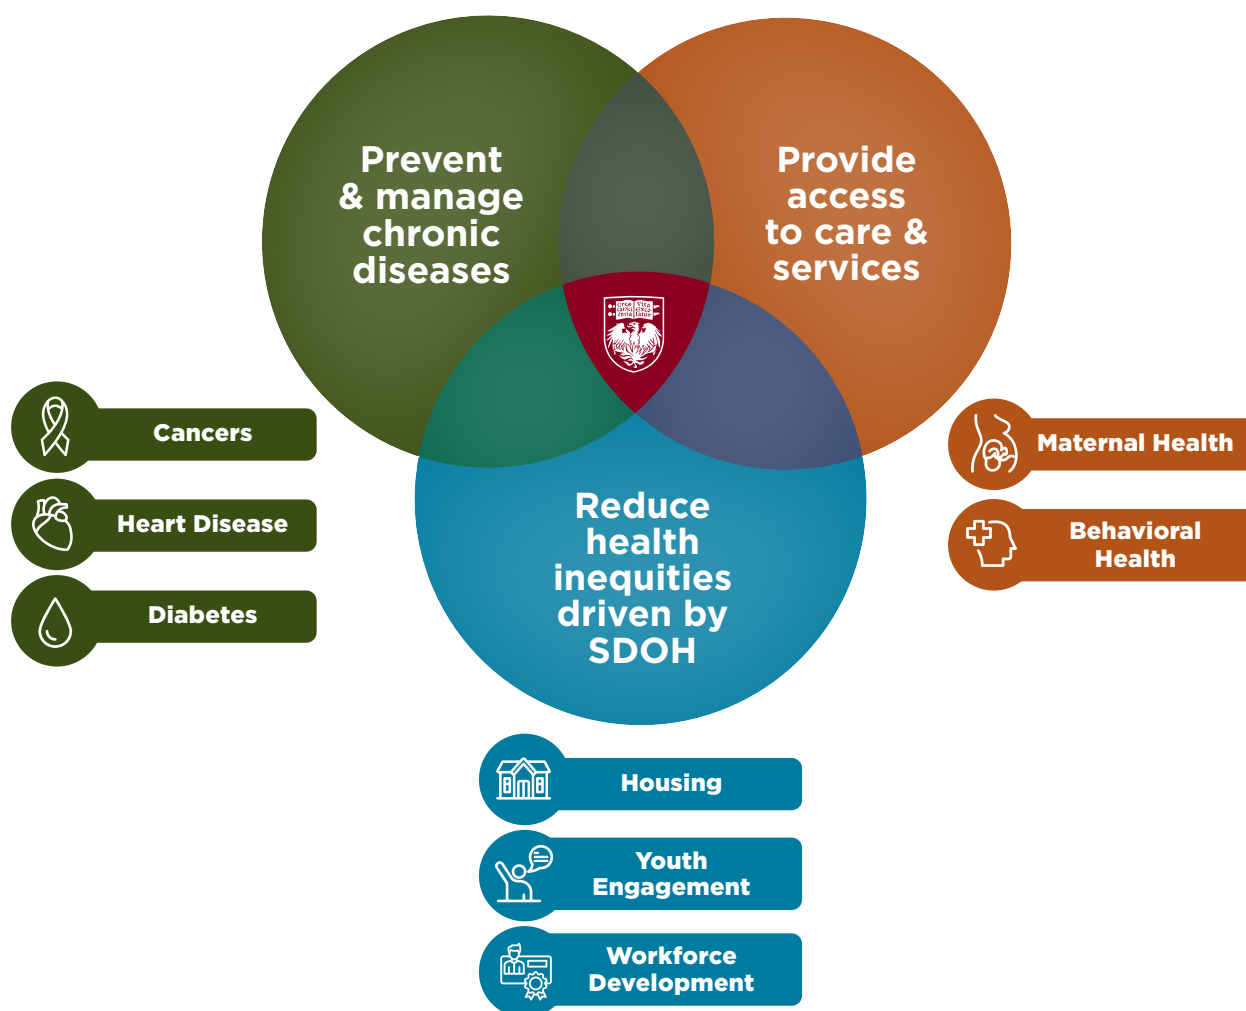 Prevent
& manage
chronic
diseases
Provide
access
to care &
services
Cancers
Heart Disease
Diabetes
Reduce
health
inequities
driven by
SDOH
Maternal Health
Behavioral
Health
Housing
Youth
Engagement
Workforce
Development